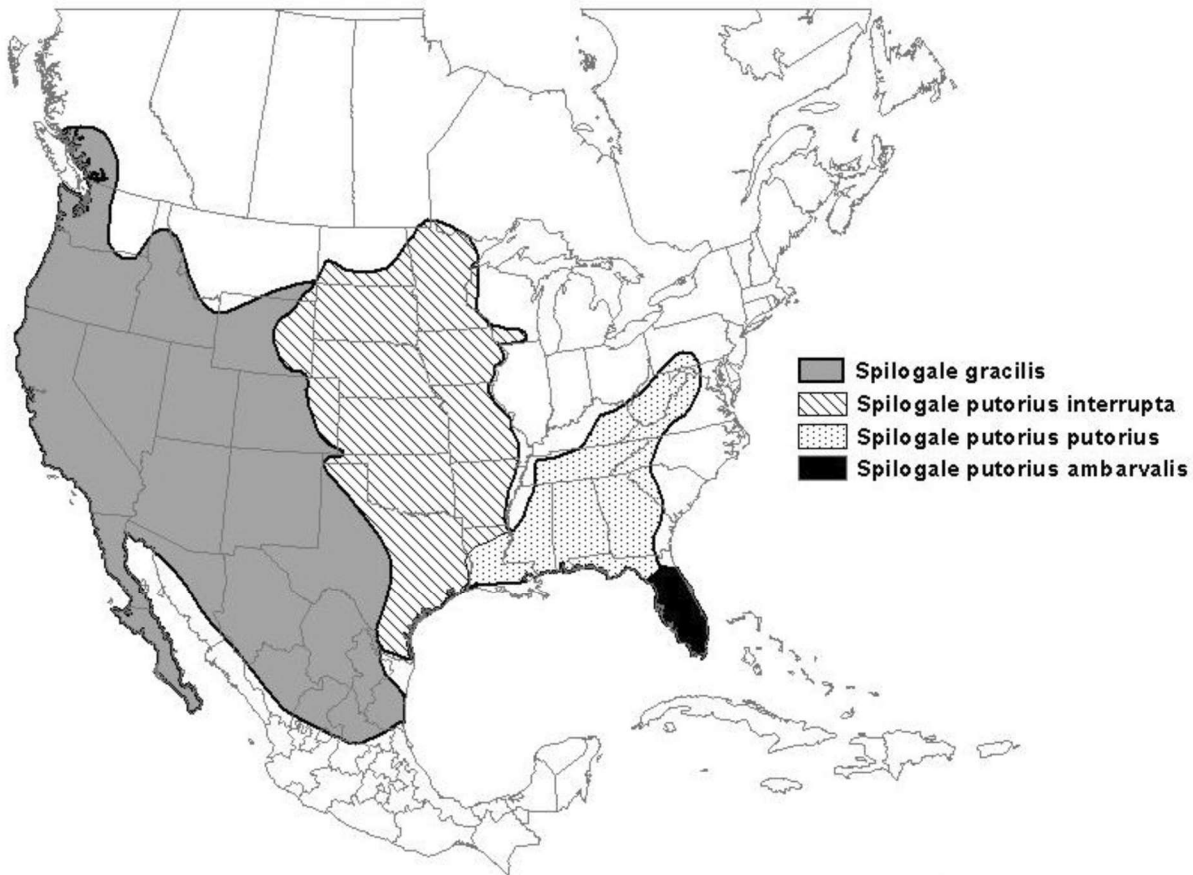 Spilogale gracilis
Spilogale putorius interrupta
Spilogale putorius putorius
Spilogale putorius ambarvalis